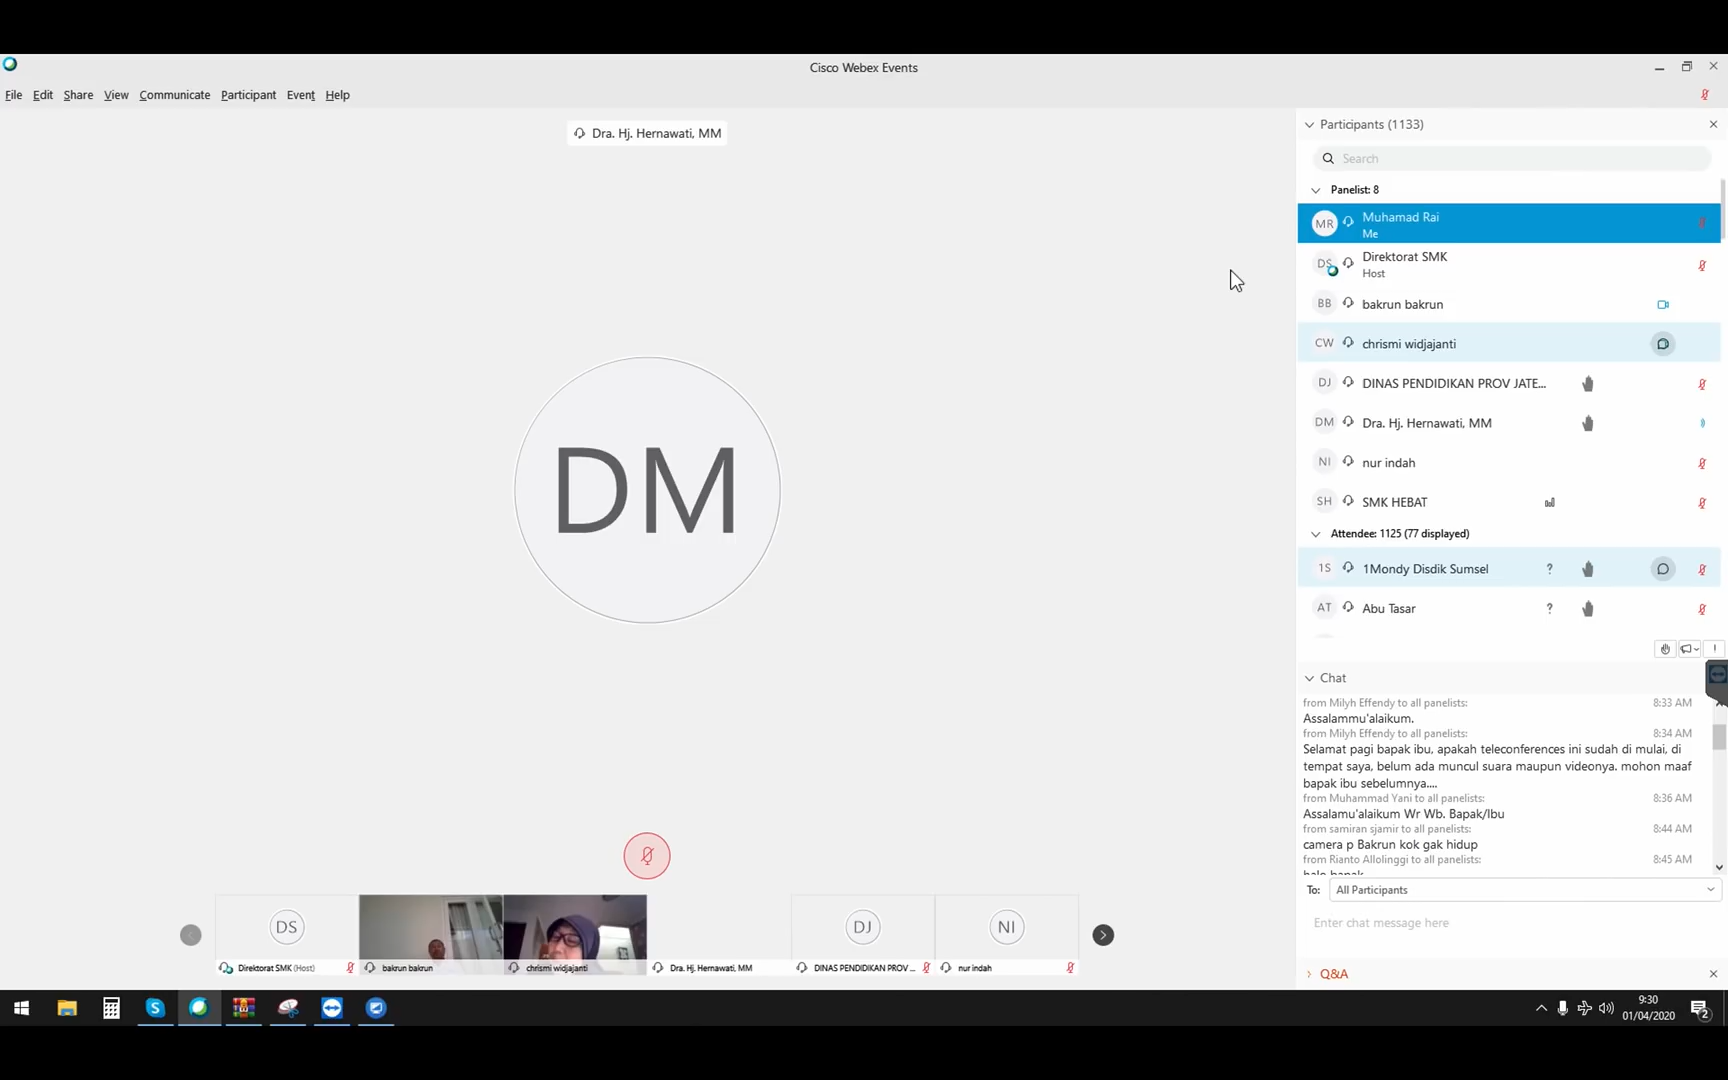 Cisco Webex Events
File Edit Share View Communicate Participant Event Help
Dra. Hj. Hernawati, MM
DM
Direktorat SMK (Host)
DS
bakrun bakrun
chrismi widjajanti
Dra. Hj. Hernawati, MM
DJ
DINAS PENDIDIKAN PROV ...
NI
nur indah
Participants (1133)
Search
Panelist: 8
MR Muhamad Rai
Me
DS Direktorat SMK
Host
BB bakrun bakrun
CW chrismi widjajanti
DJ DINAS PENDIDIKAN PROV JATE...
DM Dra. Hj. Hernawati, MM
NI nur indah
SH SMK HEBAT
Attendee: 1125 (77 displayed)
1S 1Mondy Disdik Sumsel ?
AT Abu Tasar ?
Chat
from Milyh Effendy to all panelists: 8:33 AM
Assalammu'alaikum.
from Milyh Effendy to all panelists: 8:34 AM
Selamat pagi bapak ibu, apakah teleconferences ini sudah di mulai, di
tempat saya, belum ada muncul suara maupun videonya. mohon maaf
bapak ibu sebelumnya....
from Muhammad Yani to all panelists: 8:36 AM
Assalamu'alaikum Wr Wb. Bapak/Ibu
from samiran sjamir to all panelists: 8:44 AM
camera p Bakrun kok gak hidup
from Rianto Allolinggi to all panelists: 8:45 AM
halo bapak
To: All Participants
Enter chat message here
Q&A
9:30
01/04/2020
2